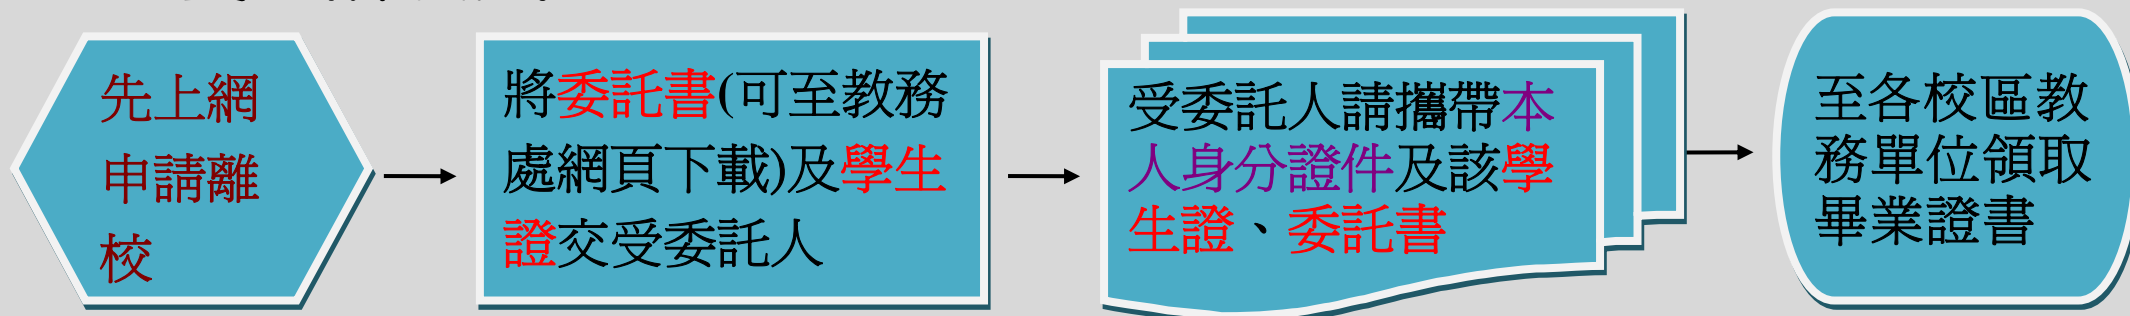 先上網
申請離
校
將委託書(可至教務
處網頁下載)及學生
證交受委託人
受委託人請攜帶本
人身分證件及該學
生證、委託書
至各校區教
務單位領取
畢業證書